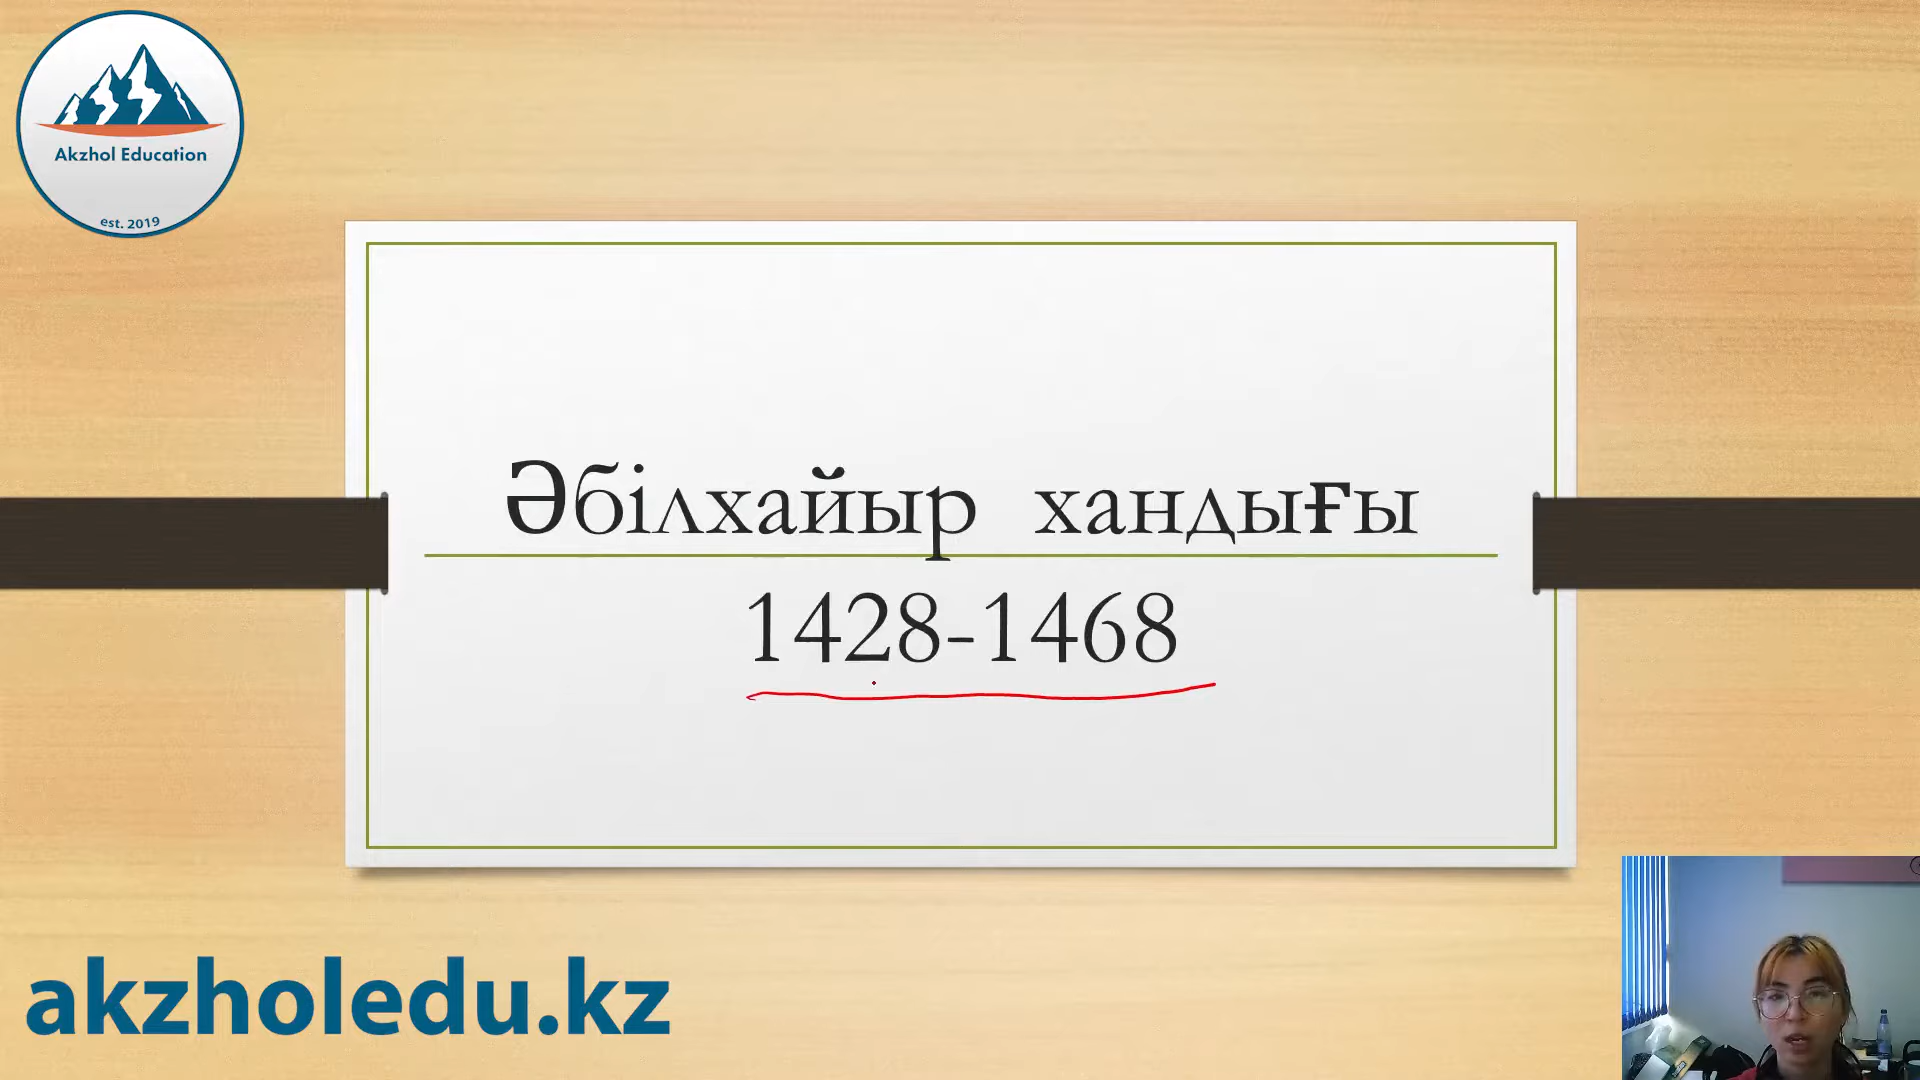 Akzhol Education
est. 2019
Әбілхайыр хандығы
1428-1468
akzholedu.kz